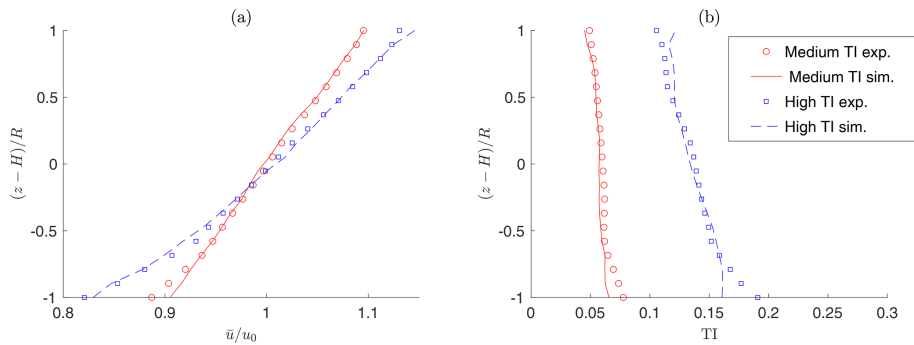 (a)
1
0.5
0
-0.5
-1
(z − H)/R
0.8
0.9
1
1.1
ū/u₀
(b)
1
0.5
0
-0.5
-1
(z − H)/R
0
0.05
0.1
0.15
0.2
0.25
0.3
TI
Medium TI exp.
Medium TI sim.
High TI exp.
High TI sim.